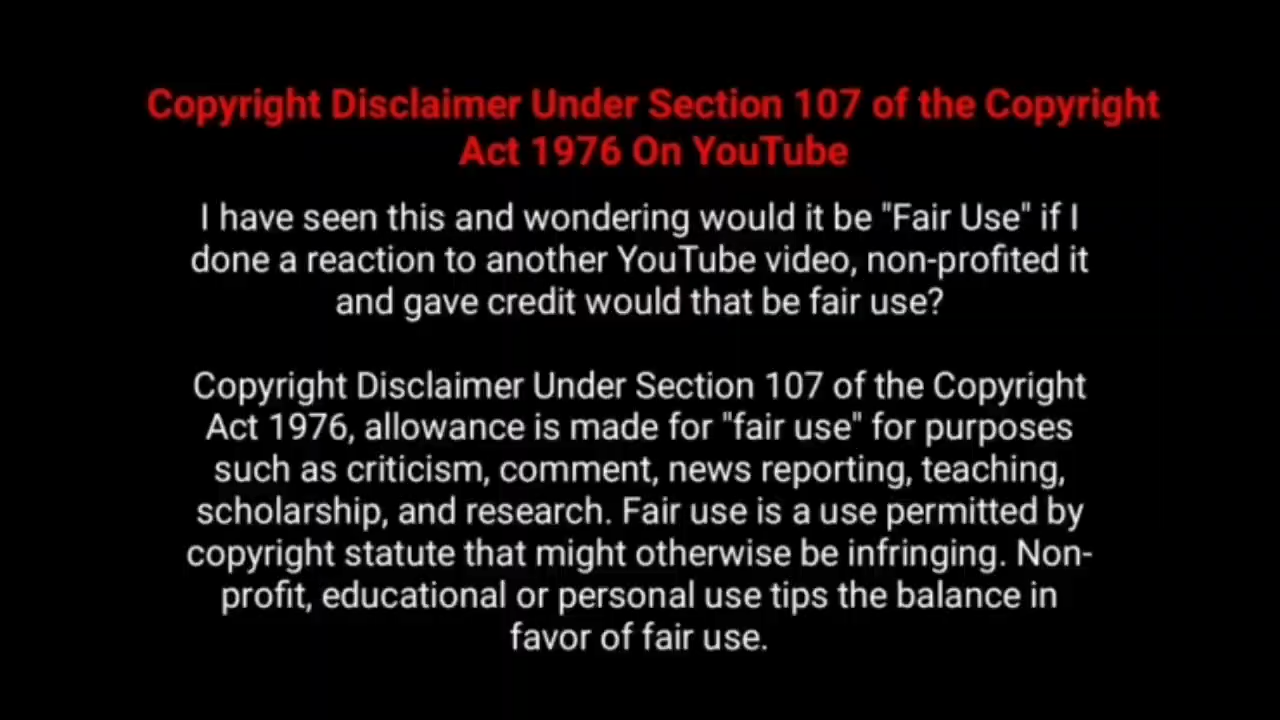 Copyright Disclaimer Under Section 107 of the Copyright
Act 1976 On YouTube
I have seen this and wondering would it be "Fair Use" if I
done a reaction to another YouTube video, non-profited it
and gave credit would that be fair use?
Copyright Disclaimer Under Section 107 of the Copyright
Act 1976, allowance is made for "fair use" for purposes
such as criticism, comment, news reporting, teaching,
scholarship, and research. Fair use is a use permitted by
copyright statute that might otherwise be infringing. Non-
profit, educational or personal use tips the balance in
favor of fair use.